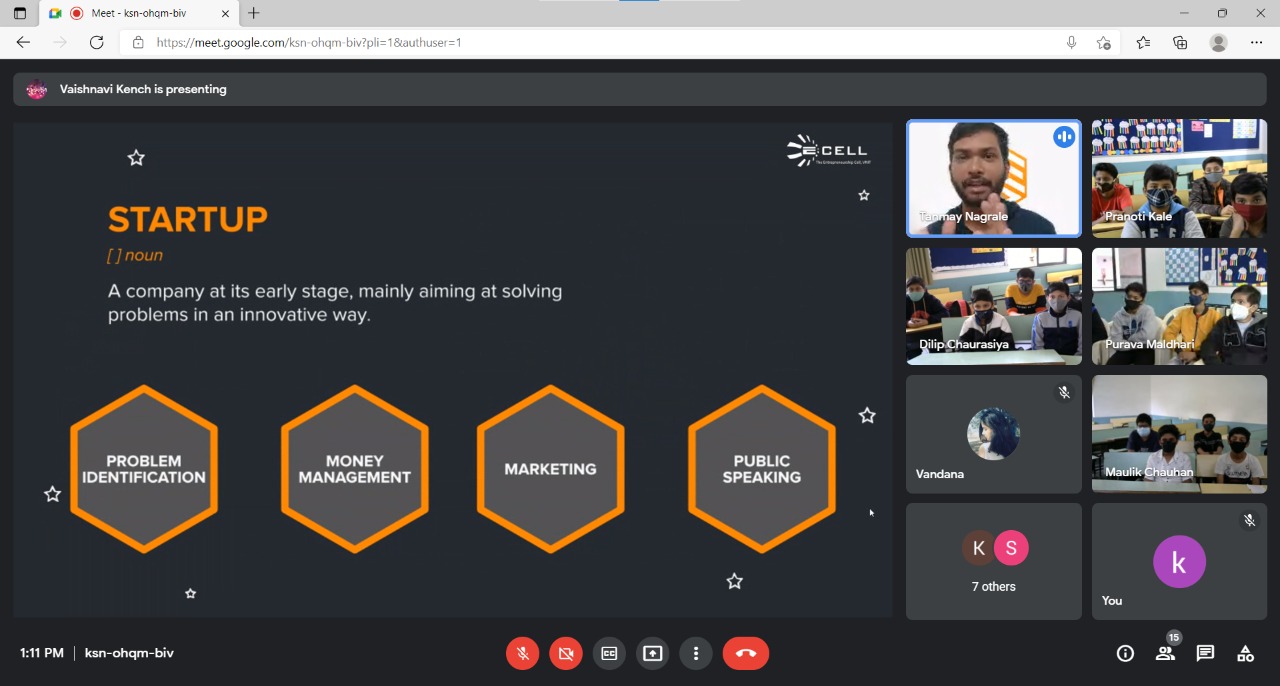 Meet - ksn-ohqm-biv
https://meet.google.com/ksn-ohqm-biv?pli=1&authuser=1
Vaishnavi Kench is presenting
E-CELL
The Entrepreneurship Cell, VNIT
STARTUP
[ ] noun
A company at its early stage, mainly aiming at solving
problems in an innovative way.
PROBLEM
IDENTIFICATION
MONEY
MANAGEMENT
MARKETING
PUBLIC
SPEAKING
Tanmay Nagrale
Pranoti Kale
Dilip Chaurasiya
Purava Maldhari
Vandana
Maulik Chauhan
K
S
7 others
k
You
1:11 PM
ksn-ohqm-biv
15